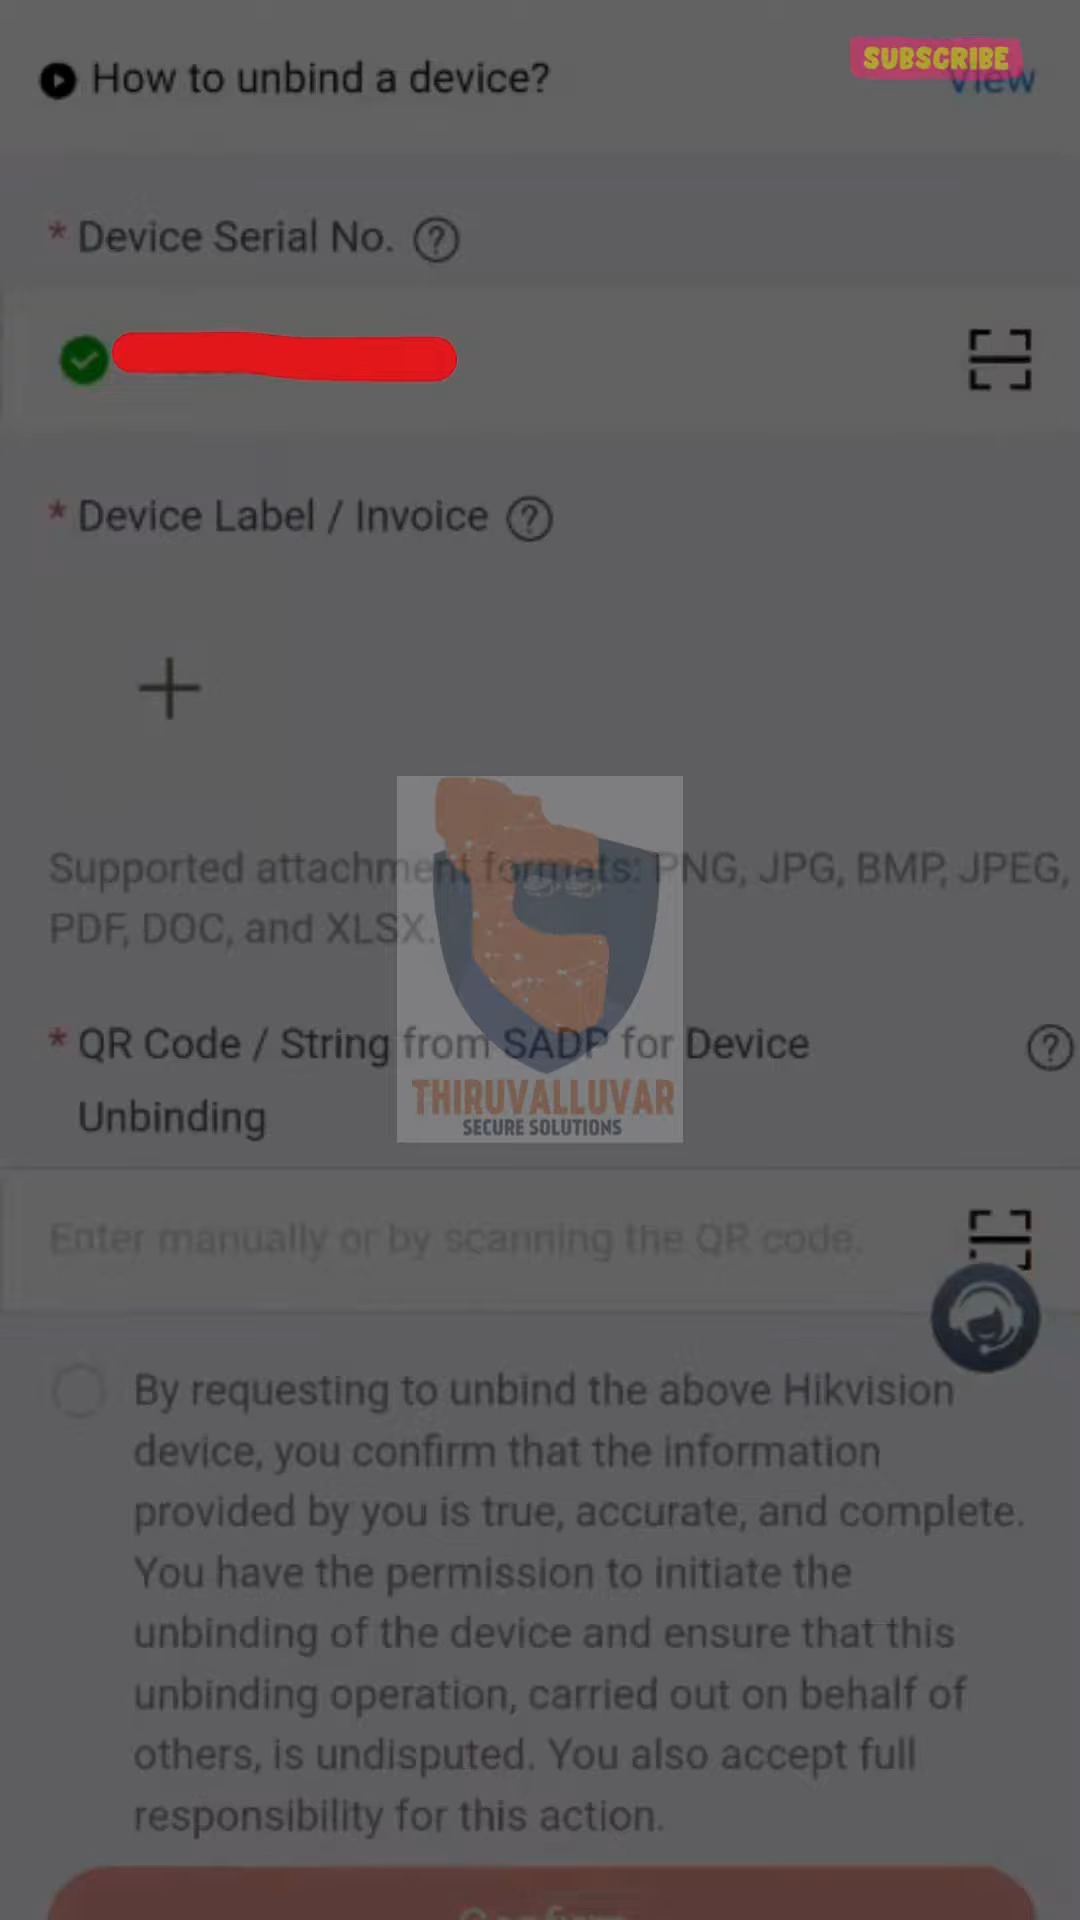 How to unbind a device?
SUBSCRIBE
View
* Device Serial No. ?
* Device Label / Invoice ?
Supported attachment formats: PNG, JPG, BMP, JPEG,
PDF, DOC, and XLSX.
* QR Code / String from SADP for Device ?
Unbinding
THIRUVALLUVAR
SECURE SOLUTIONS
Enter manually or by scanning the QR code.
By requesting to unbind the above Hikvision
device, you confirm that the information
provided by you is true, accurate, and complete.
You have the permission to initiate the
unbinding of the device and ensure that this
unbinding operation, carried out on behalf of
others, is undisputed. You also accept full
responsibility for this action.